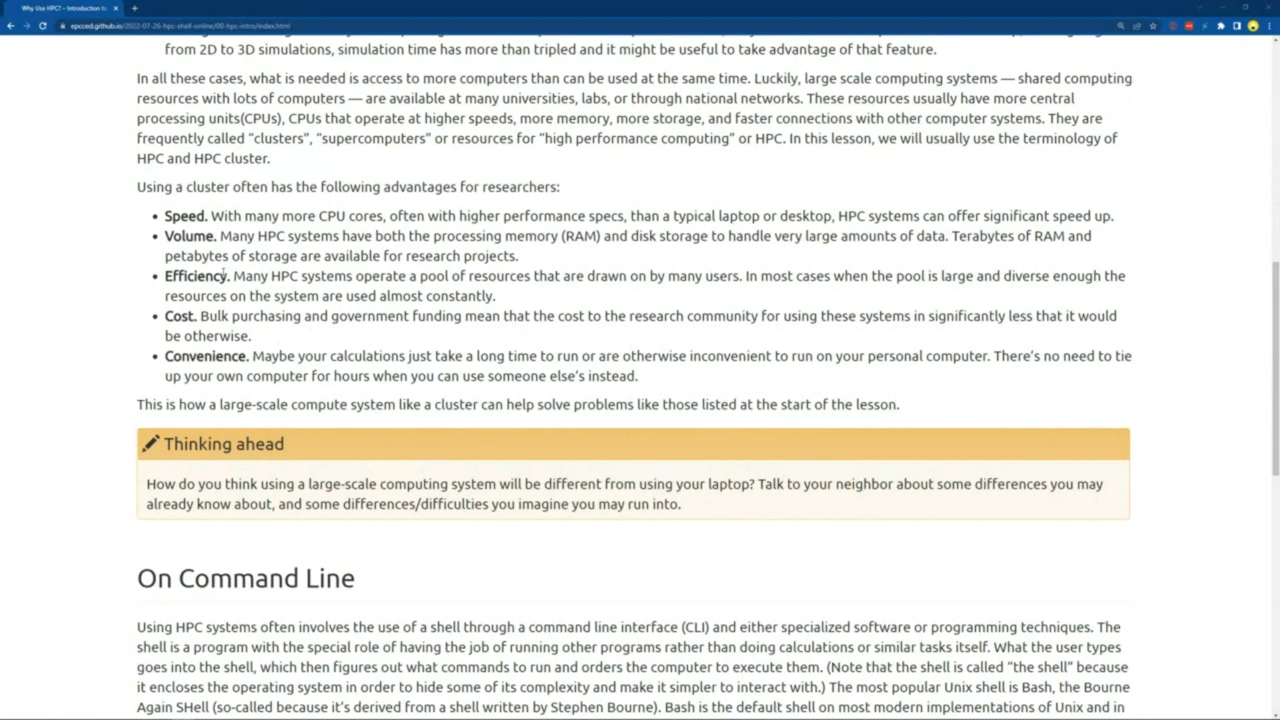 Why Use HPC? – Introduction to
epcced.github.io/2022-07-26-hpc-shell-online/00-hpc-intro/index.html
from 2D to 3D simulations, simulation time has more than tripled and it might be useful to take advantage of that feature.
In all these cases, what is needed is access to more computers than can be used at the same time. Luckily, large scale computing systems — shared computing
resources with lots of computers — are available at many universities, labs, or through national networks. These resources usually have more central
processing units(CPUs), CPUs that operate at higher speeds, more memory, more storage, and faster connections with other computer systems. They are
frequently called “clusters”, “supercomputers” or resources for “high performance computing” or HPC. In this lesson, we will usually use the terminology of
HPC and HPC cluster.
Using a cluster often has the following advantages for researchers:
• Speed. With many more CPU cores, often with higher performance specs, than a typical laptop or desktop, HPC systems can offer significant speed up.
• Volume. Many HPC systems have both the processing memory (RAM) and disk storage to handle very large amounts of data. Terabytes of RAM and
petabytes of storage are available for research projects.
• Efficiency. Many HPC systems operate a pool of resources that are drawn on by many users. In most cases when the pool is large and diverse enough the
resources on the system are used almost constantly.
• Cost. Bulk purchasing and government funding mean that the cost to the research community for using these systems in significantly less that it would
be otherwise.
• Convenience. Maybe your calculations just take a long time to run or are otherwise inconvenient to run on your personal computer. There’s no need to tie
up your own computer for hours when you can use someone else’s instead.
This is how a large-scale compute system like a cluster can help solve problems like those listed at the start of the lesson.
Thinking ahead
How do you think using a large-scale computing system will be different from using your laptop? Talk to your neighbor about some differences you may
already know about, and some differences/difficulties you imagine you may run into.
On Command Line
Using HPC systems often involves the use of a shell through a command line interface (CLI) and either specialized software or programming techniques. The
shell is a program with the special role of having the job of running other programs rather than doing calculations or similar tasks itself. What the user types
goes into the shell, which then figures out what commands to run and orders the computer to execute them. (Note that the shell is called “the shell” because
it encloses the operating system in order to hide some of its complexity and make it simpler to interact with.) The most popular Unix shell is Bash, the Bourne
Again SHell (so-called because it’s derived from a shell written by Stephen Bourne). Bash is the default shell on most modern implementations of Unix and in